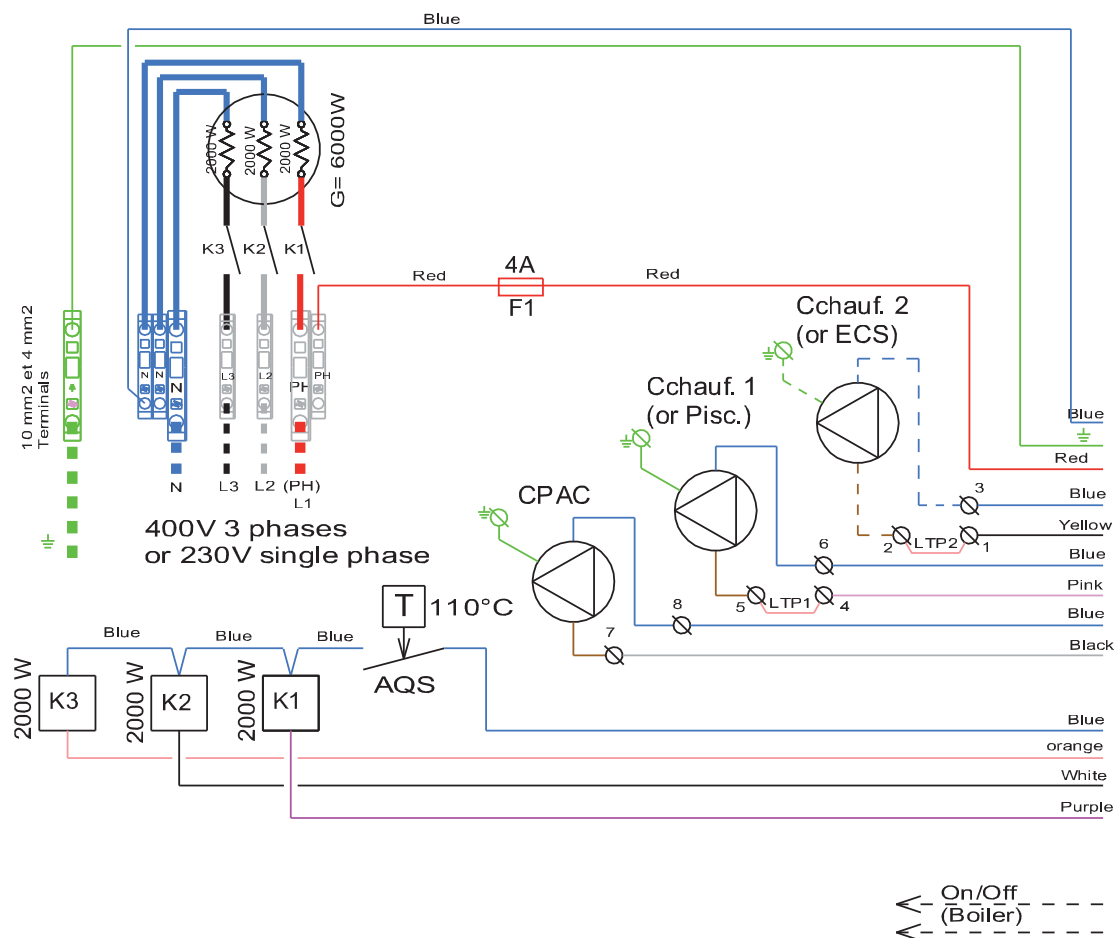 Blue
2000 W
2000 W
2000 W
G= 6000W
K3
K2
K1
Red
4A
F1
Red
10 mm2 et 4 mm2
Terminals
N
N
N
L3
L2
PH
PH
N
L3
L2
(PH)
L1
400V 3 phases
or 230V single phase
Cchauf. 2
(or ECS)
Cchauf. 1
(or Pisc.)
CPAC
Blue
Red
3
Blue
Yellow
2
LTP2
1
6
Blue
Pink
5
LTP1
4
8
Blue
7
Black
T
110°C
AQS
Blue
Blue
Blue
2000 W
K3
2000 W
K2
2000 W
K1
Blue
orange
White
Purple
On/Off
(Boiler)